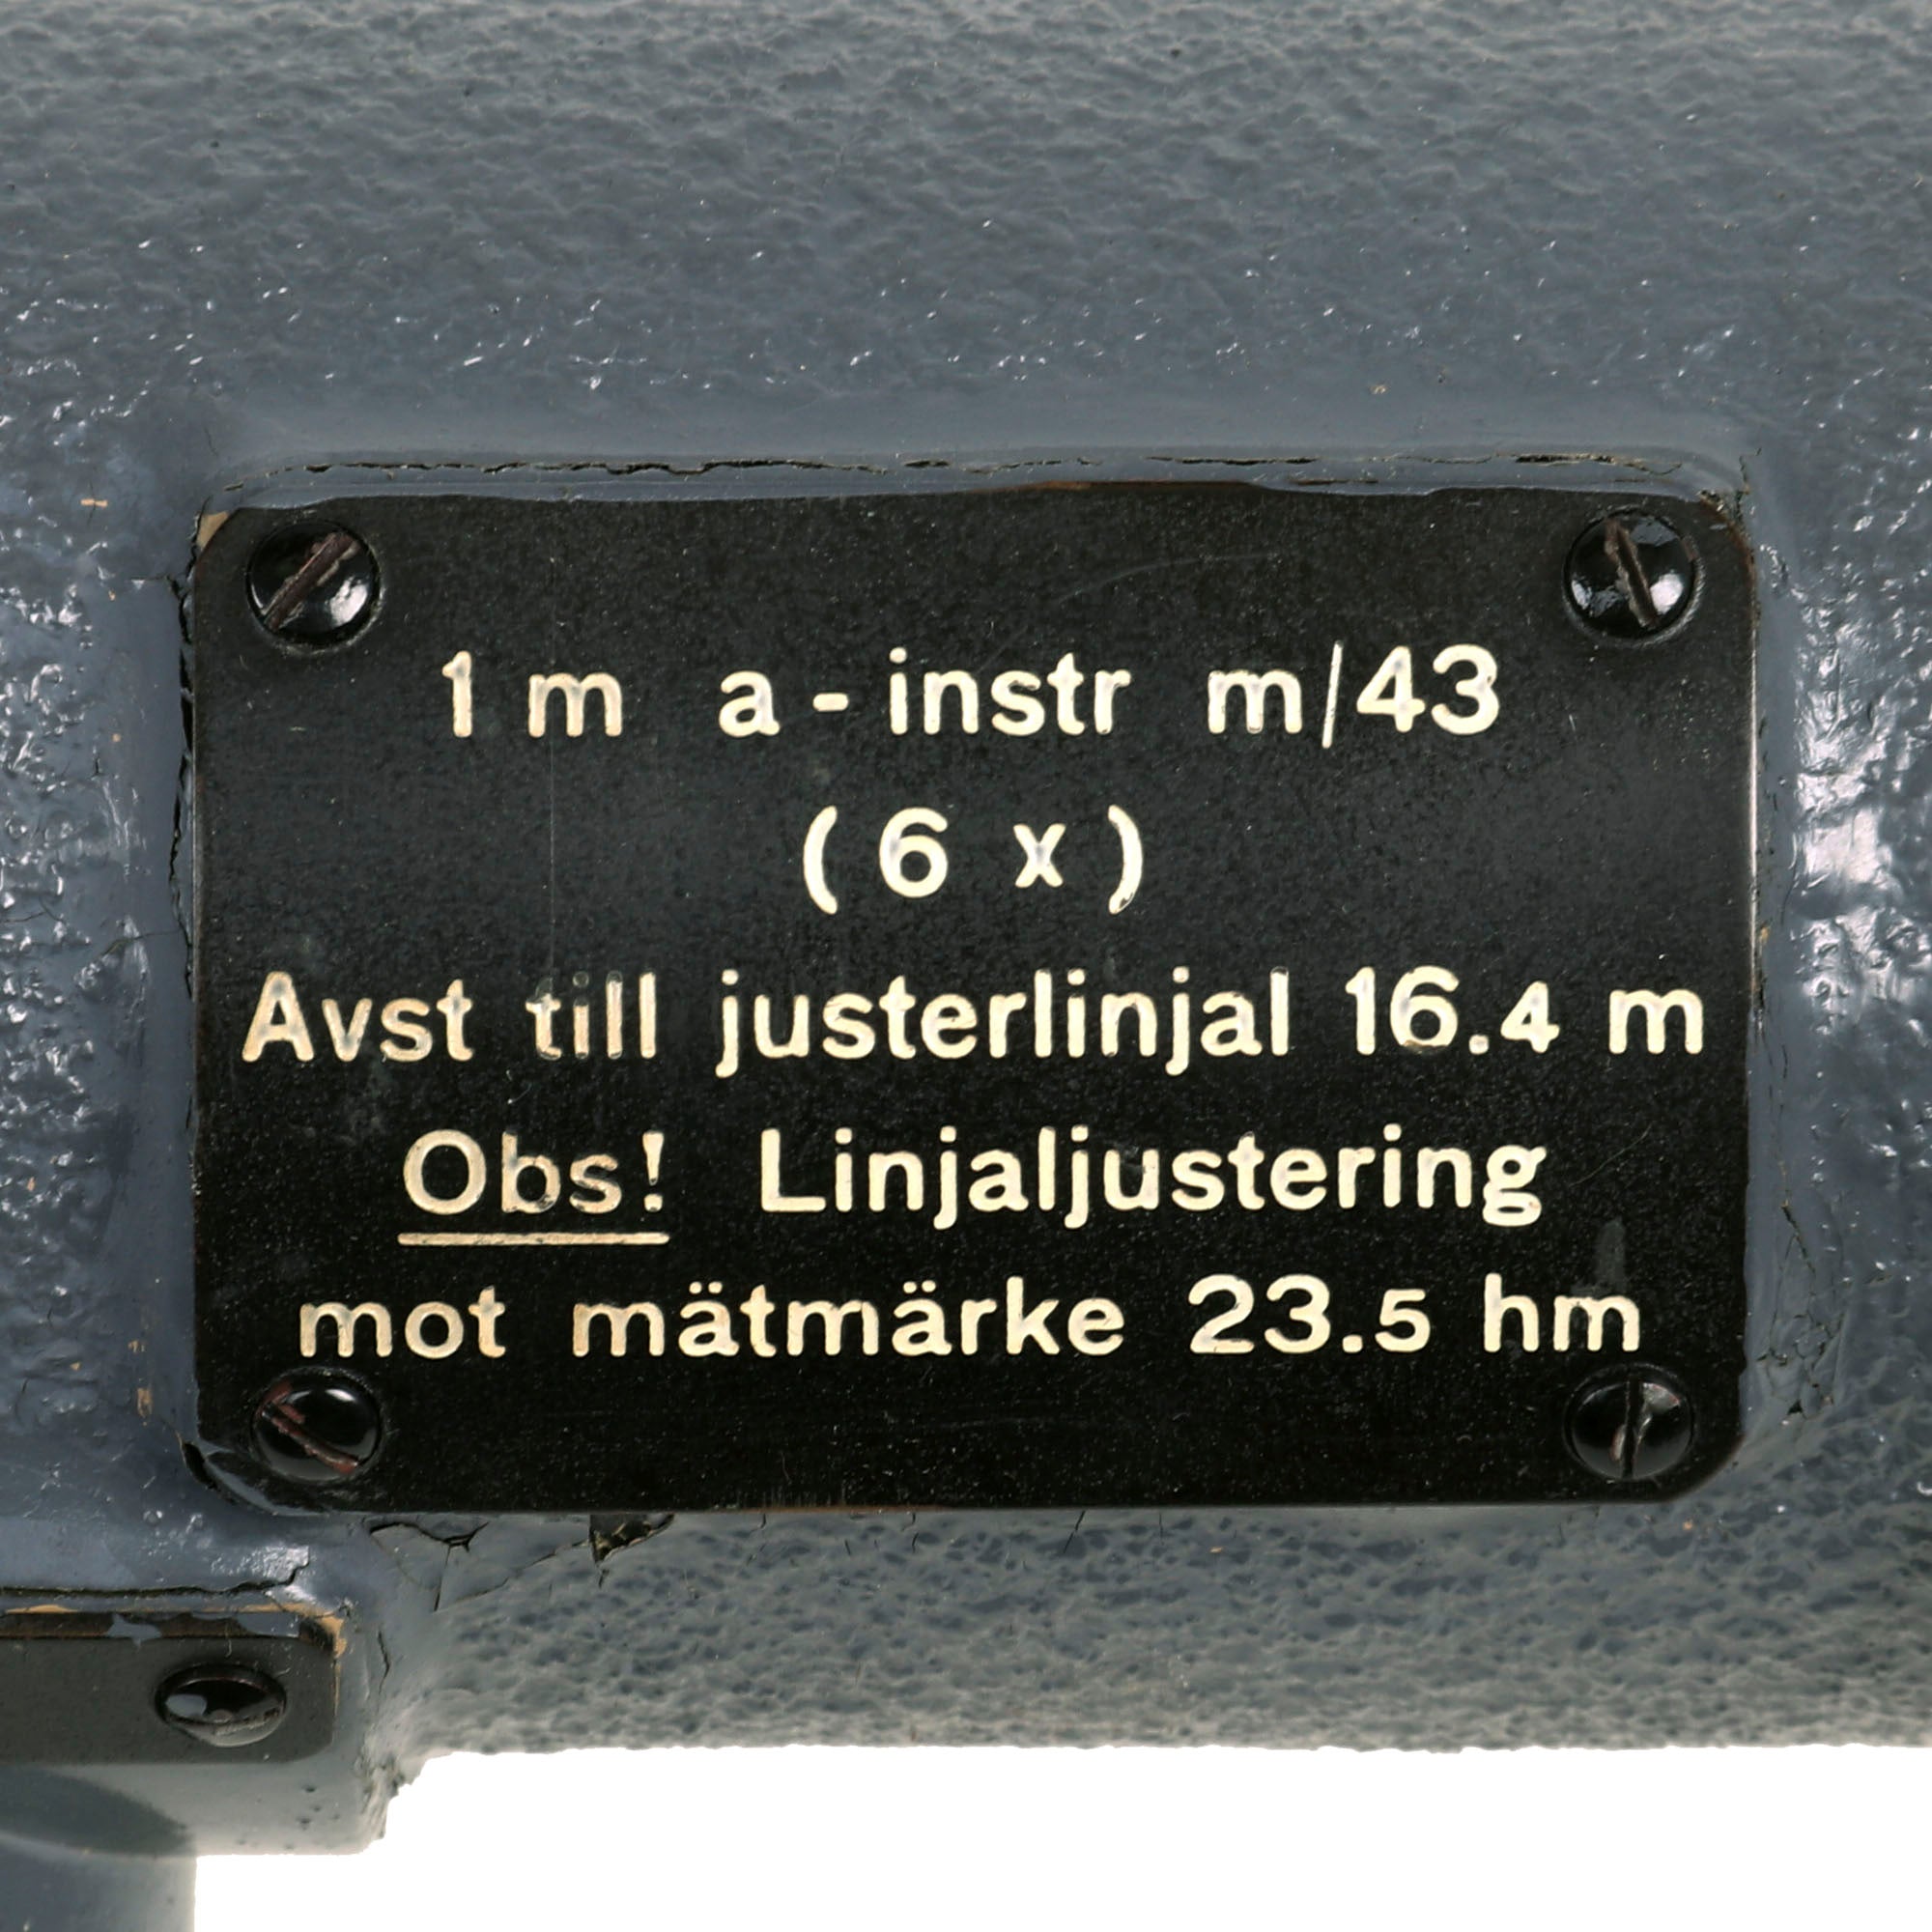 1 m a - instr m/43
( 6 x )
Avst till justerlinjal 16.4 m
Obs! Linjaljustering
mot mätmärke 23.5 hm